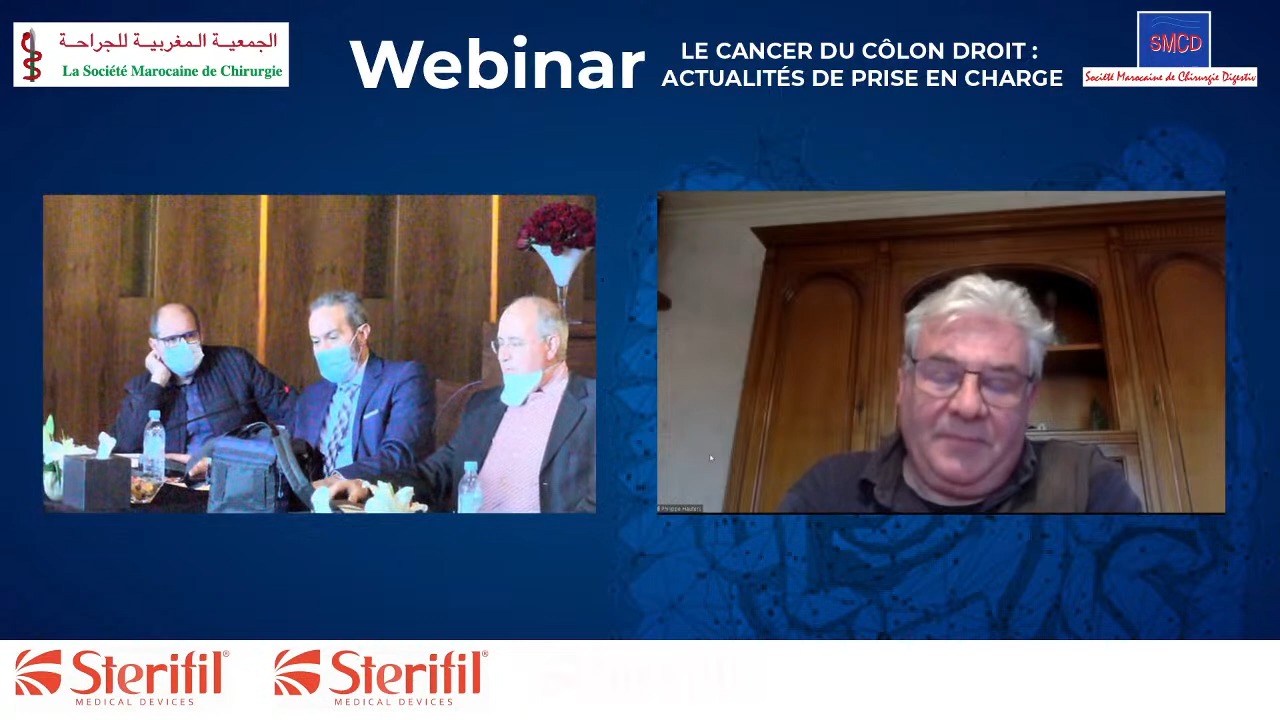 الجمعية المغربية للجراحة
La Société Marocaine de Chirurgie
Webinar
LE CANCER DU CÔLON DROIT :
ACTUALITÉS DE PRISE EN CHARGE
SMCD
Société Marocaine de Chirurgie Digestiv
Sterifil®
MEDICAL DEVICES
Sterifil®
MEDICAL DEVICES